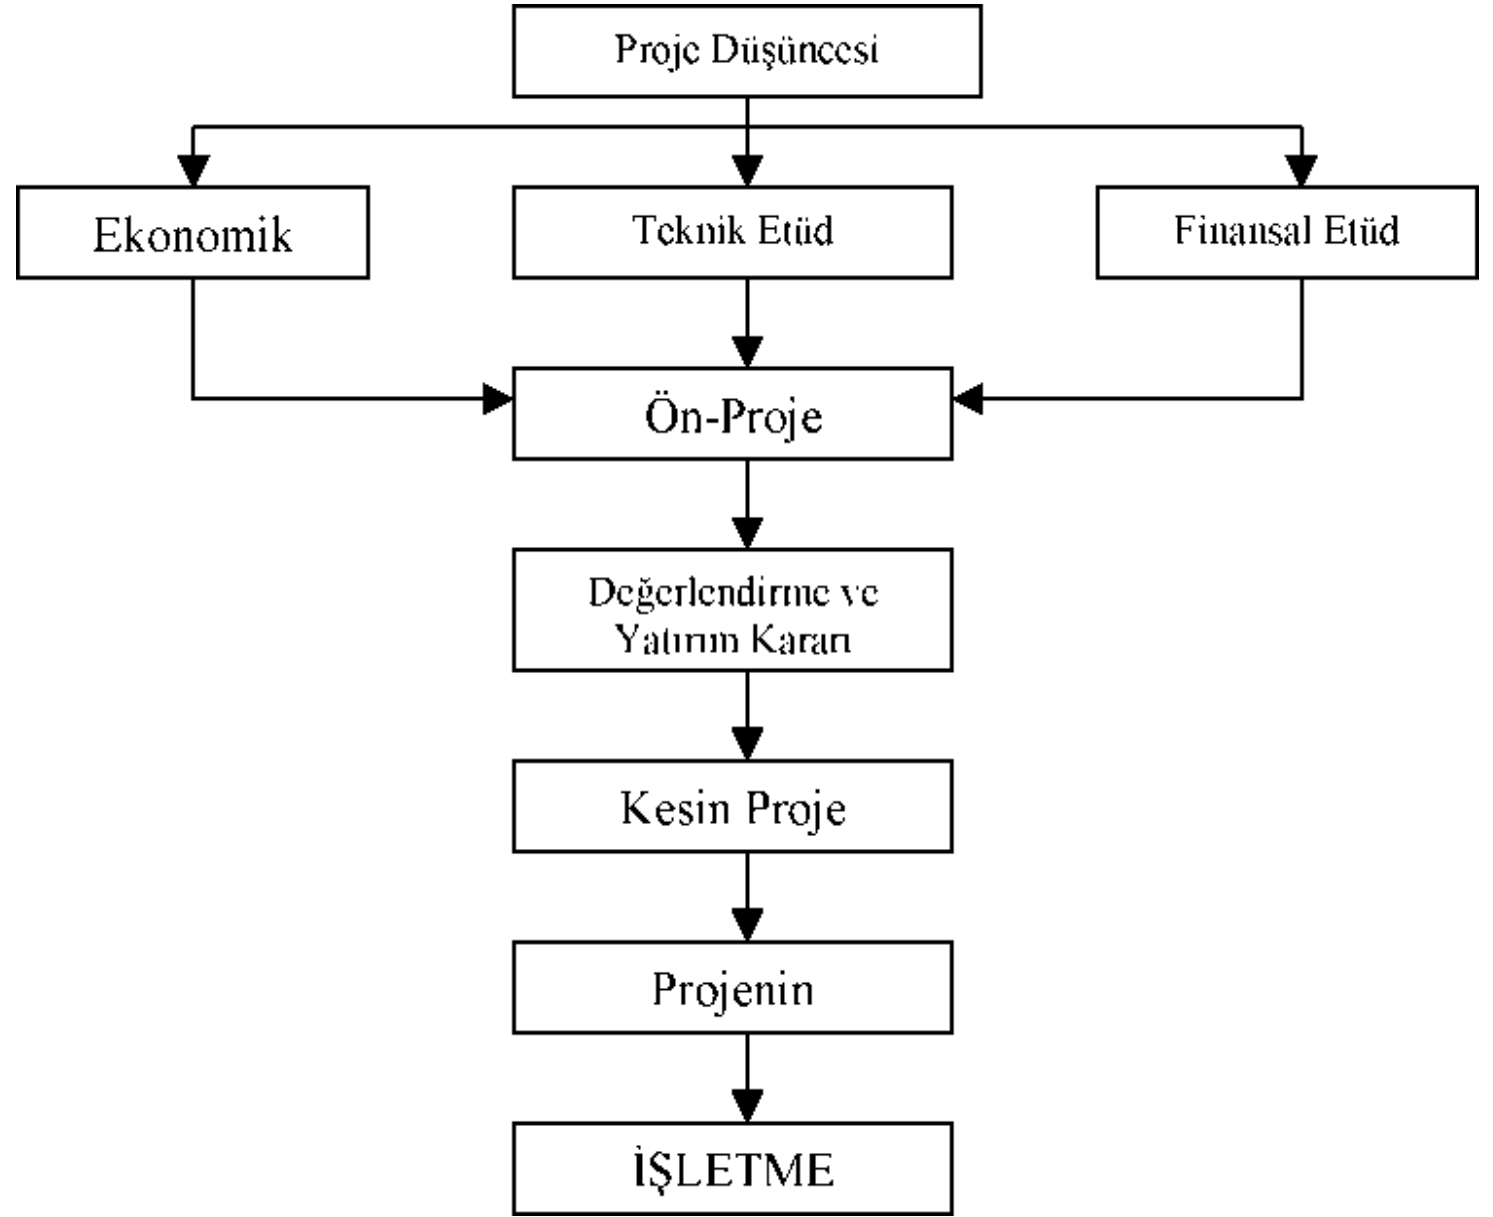 Proje Düşüncesi
Ekonomik
Teknik Etüd
Finansal Etüd
Ön-Proje
Değerlendirme ve
Yatırım Kararı
Kesin Proje
Projenin
İŞLETME